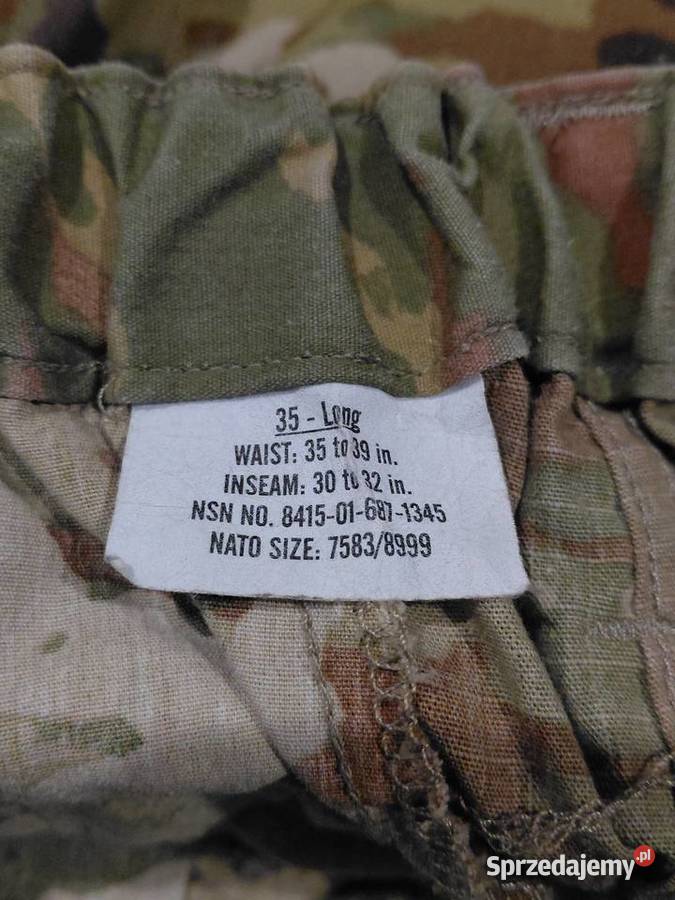 35 - Long
WAIST: 35 to 39 in.
INSEAM: 30 to 32 in.
NSN NO. 8415-01-687-1345
NATO SIZE: 7583/8999
Sprzedajemy.pl